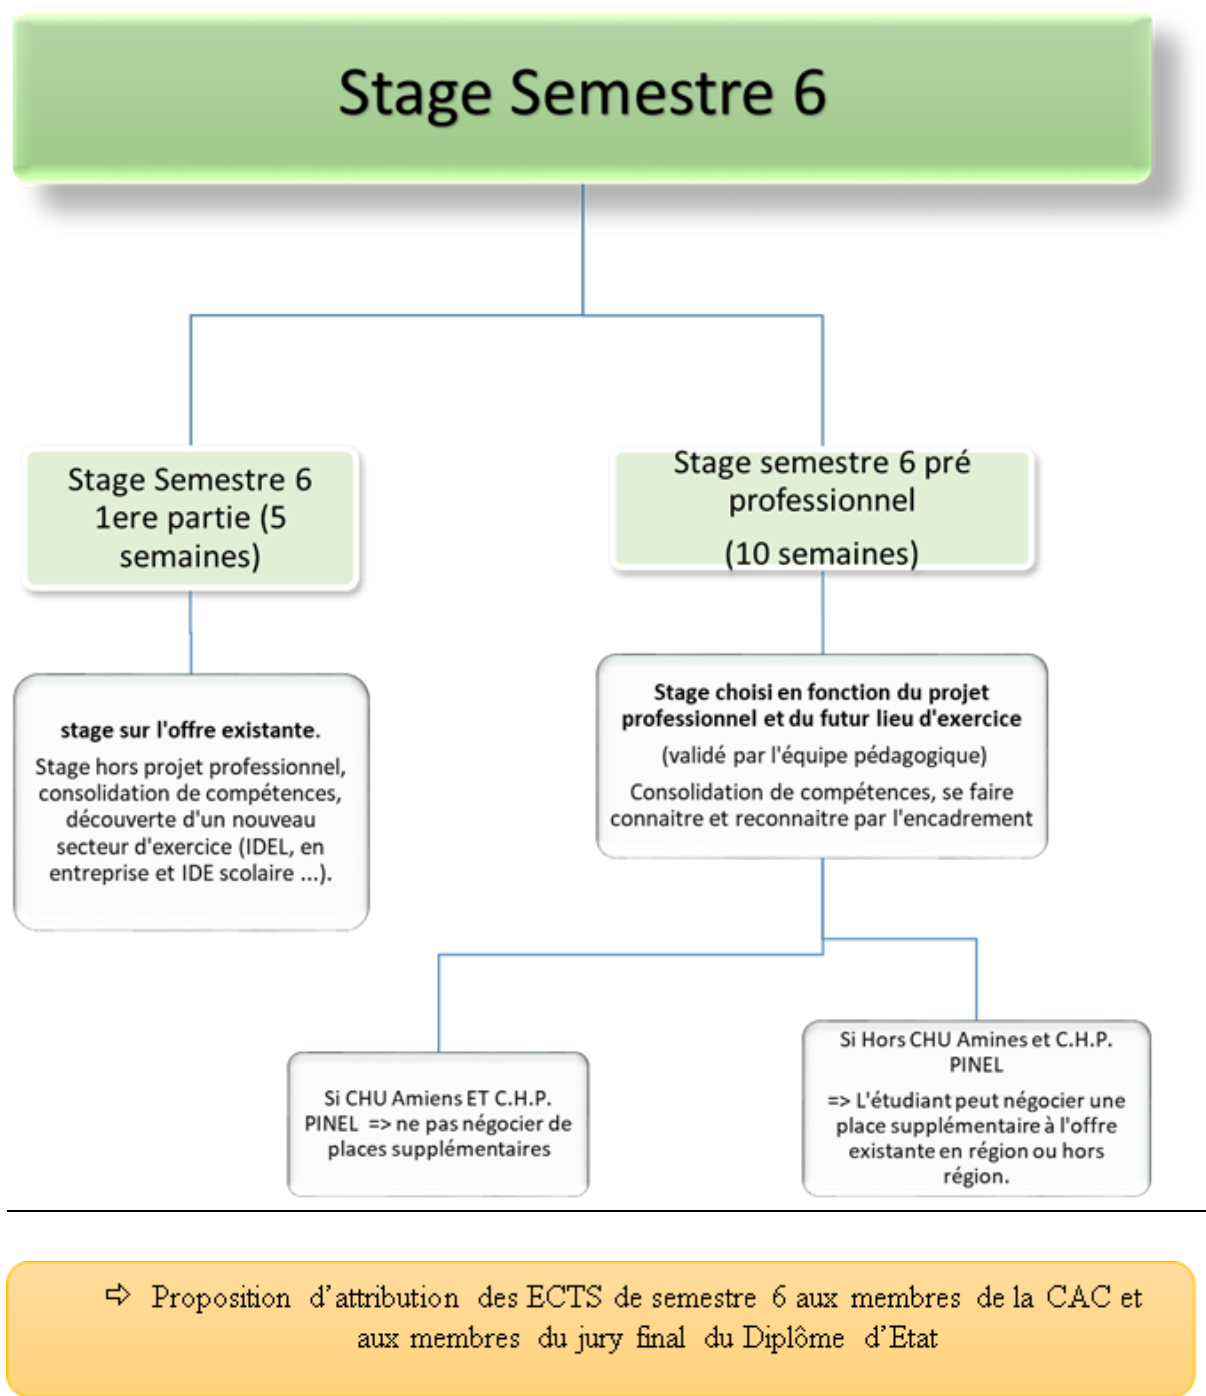 Stage Semestre 6
Stage Semestre 6
1ere partie (5
semaines)
Stage semestre 6 pré
professionnel
(10 semaines)
stage sur l'offre existante.
Stage hors projet professionnel,
consolidation de compétences,
découverte d'un nouveau
secteur d'exercice (IDEL, en
entreprise et IDE scolaire ...).
Stage choisi en fonction du projet
professionnel et du futur lieu d'exercice
(validé par l'équipe pédagogique)
Consolidation de compétences, se faire
connaitre et reconnaitre par l'encadrement
Si CHU Amiens ET C.H.P.
PINEL => ne pas négocier de
places supplémentaires
Si Hors CHU Amines et C.H.P.
PINEL
=> L'étudiant peut négocier une
place supplémentaire à l'offre
existante en région ou hors
région.
⇨ Proposition d'attribution des ECTS de semestre 6 aux membres de la CAC et
aux membres du jury final du Diplôme d'Etat